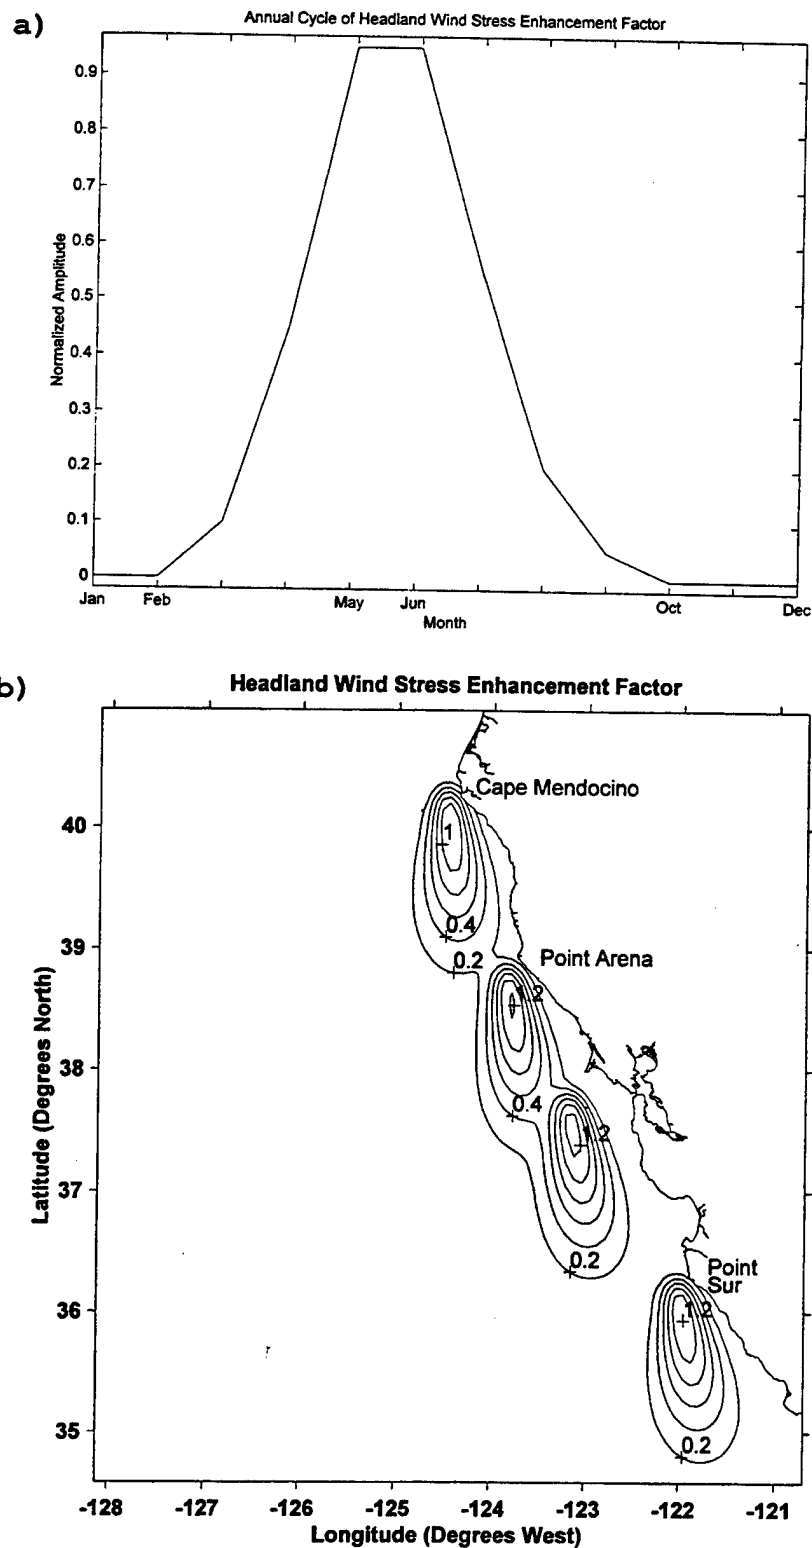 a)
Annual Cycle of Headland Wind Stress Enhancement Factor
Normalized Amplitude
0.9
0.8
0.7
0.6
0.5
0.4
0.3
0.2
0.1
0
Jan Feb May Jun Oct Dec
Month
b)
Headland Wind Stress Enhancement Factor
Latitude (Degrees North)
Cape Mendocino
40
1
0.4
39
0.2
Point Arena
1.2
38
0.4
1.2
37
0.2
Point
Sur
36
1.2
35
0.2
-128 -127 -126 -125 -124 -123 -122 -121
Longitude (Degrees West)